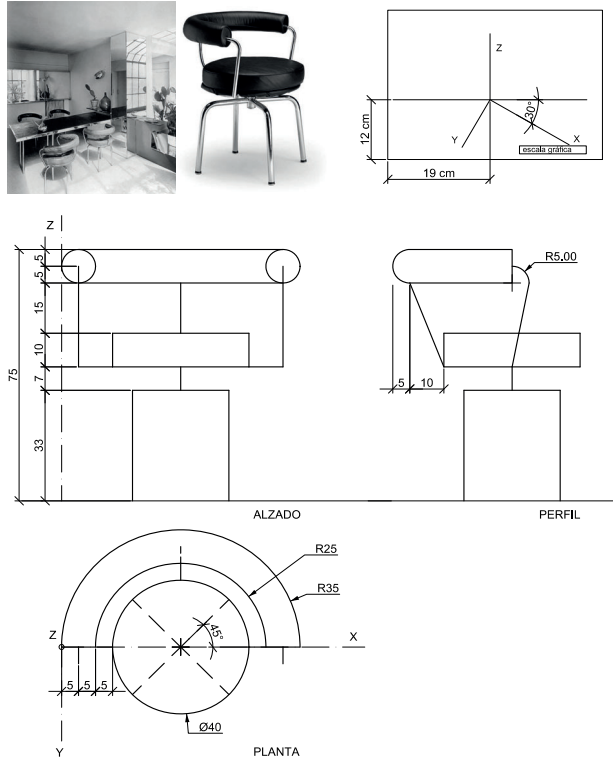 Z
30°
Y
X
12 cm
escala gráfica
19 cm
Z
5
5
15
10
7
33
75
R5.00
5
10
ALZADO
PERFIL
R25
R35
45°
Z
X
5
5
5
Ø40
Y
PLANTA